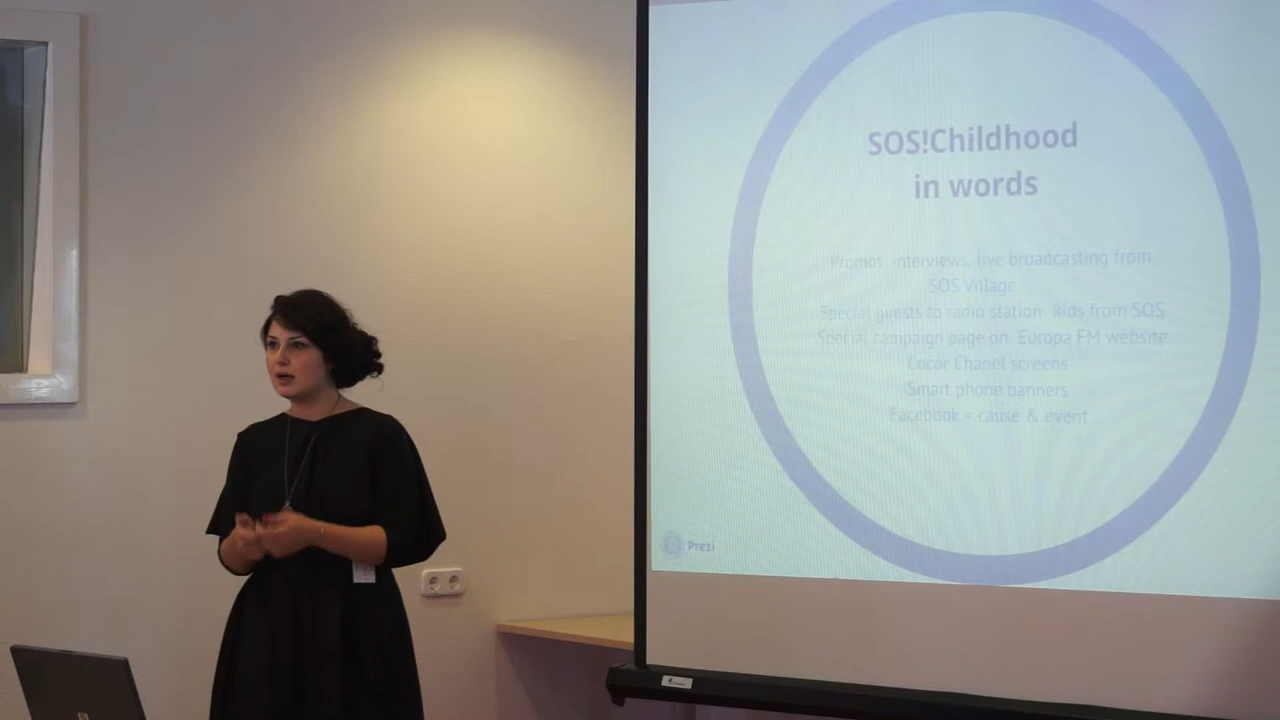 SOS!Childhood
in words
Promos, interviews, live broadcasting from
SOS Village
Special guests to radio station- kids from SOS
Special campaign page on Europa FM website
Cocor Chanel screens
Smart phone banners
Facebook = cause & event
Prezi
hp